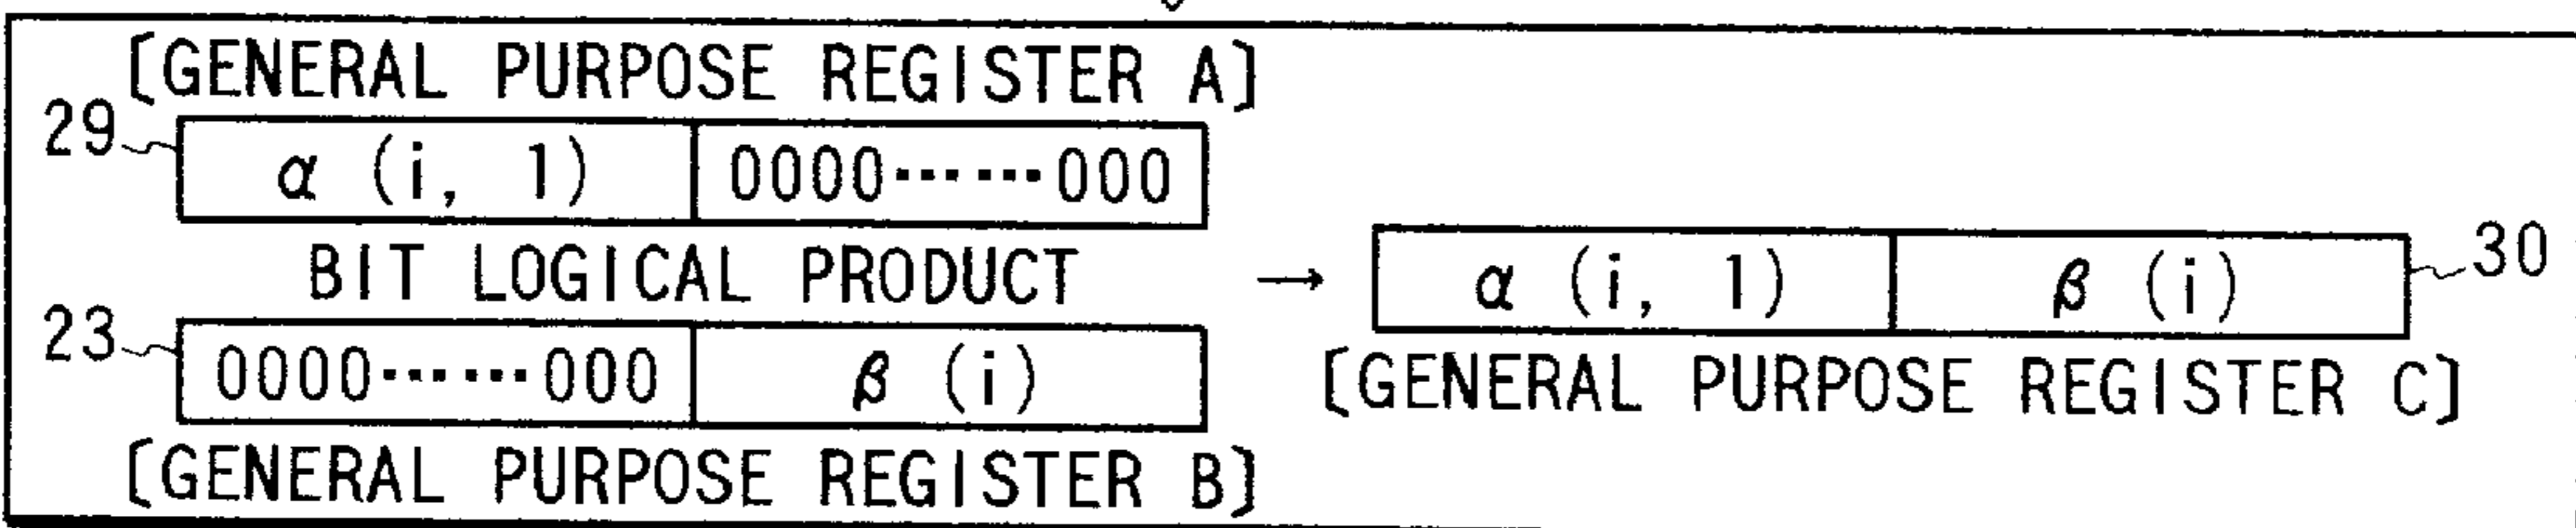 [GENERAL PURPOSE REGISTER A]
29
α (i, 1) 0000······000
BIT LOGICAL PRODUCT → α (i, 1) β (i) 30
23
0000······000 β (i)
[GENERAL PURPOSE REGISTER C]
[GENERAL PURPOSE REGISTER B]